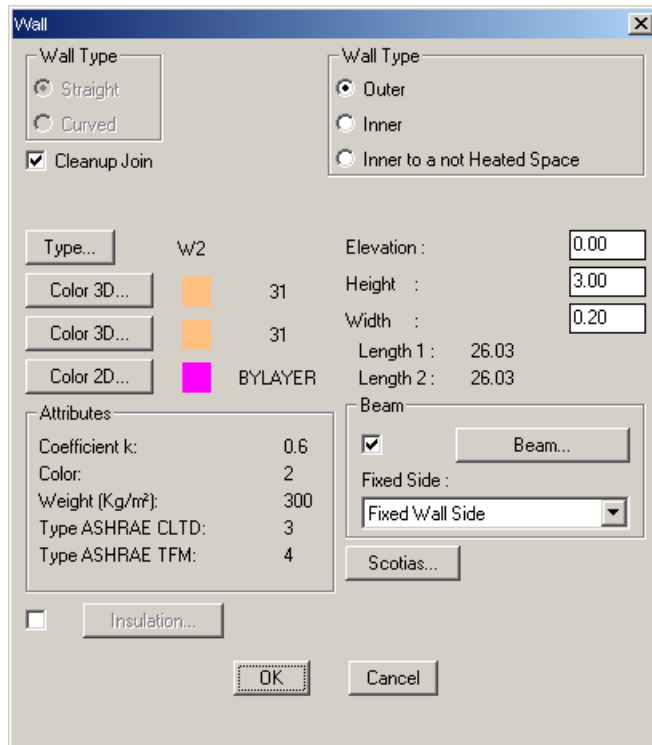 Wall
Wall Type
Straight
Curved
Cleanup Join
Wall Type
Outer
Inner
Inner to a not Heated Space
Type... W2
Color 3D... 31
Color 3D... 31
Color 2D... BYLAYER
Elevation : 0.00
Height : 3.00
Width : 0.20
Length 1 : 26.03
Length 2 : 26.03
Attributes
Coefficient k: 0.6
Color: 2
Weight (Kg/m²): 300
Type ASHRAE CLTD: 3
Type ASHRAE TFM: 4
Beam
Beam...
Fixed Side :
Fixed Wall Side
Scotias...
Insulation...
OK Cancel